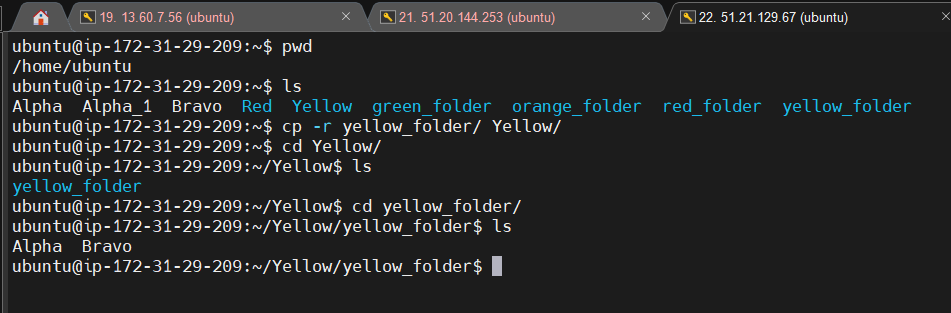 19. 13.60.7.56 (ubuntu) 21. 51.20.144.253 (ubuntu) 22. 51.21.129.67 (ubuntu)
ubuntu@ip-172-31-29-209:~$ pwd
/home/ubuntu
ubuntu@ip-172-31-29-209:~$ ls
Alpha  Alpha_1  Bravo  Red  Yellow  green_folder  orange_folder  red_folder  yellow_folder
ubuntu@ip-172-31-29-209:~$ cp -r yellow_folder/ Yellow/
ubuntu@ip-172-31-29-209:~$ cd Yellow/
ubuntu@ip-172-31-29-209:~/Yellow$ ls
yellow_folder
ubuntu@ip-172-31-29-209:~/Yellow$ cd yellow_folder/
ubuntu@ip-172-31-29-209:~/Yellow/yellow_folder$ ls
Alpha  Bravo
ubuntu@ip-172-31-29-209:~/Yellow/yellow_folder$